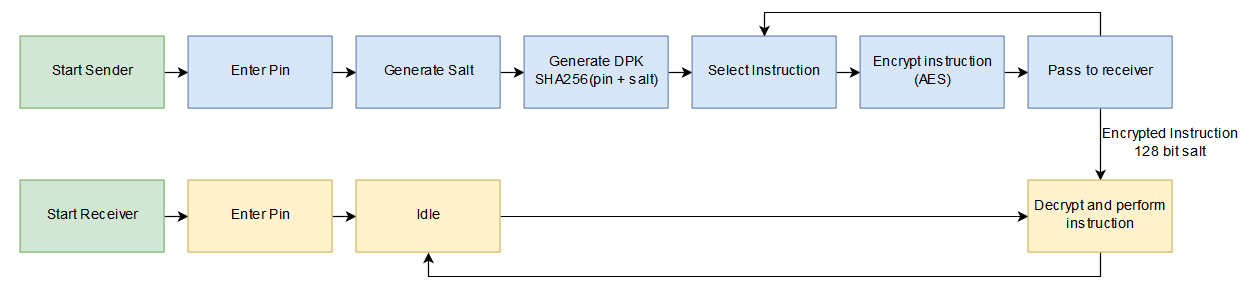 Start Sender
Enter Pin
Generate Salt
Generate DPK
SHA256(pin + salt)
Select Instruction
Encrypt instruction
(AES)
Pass to receiver
Encrypted Instruction
128 bit salt
Start Receiver
Enter Pin
Idle
Decrypt and perform
instruction